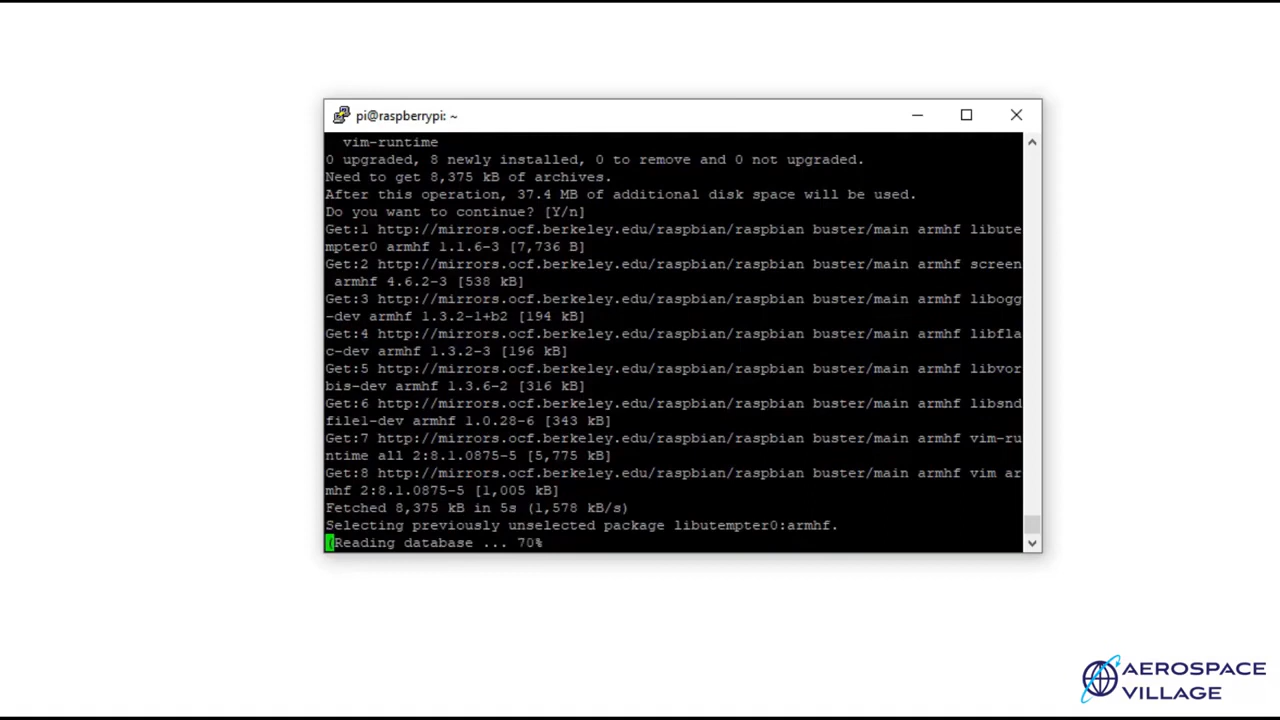 pi@raspberrypi: ~
vim-runtime
0 upgraded, 8 newly installed, 0 to remove and 0 not upgraded.
Need to get 8,375 kB of archives.
After this operation, 37.4 MB of additional disk space will be used.
Do you want to continue? [Y/n]
Get:1 http://mirrors.ocf.berkeley.edu/raspbian/raspbian buster/main armhf libute
mpter0 armhf 1.1.6-3 [7,736 B]
Get:2 http://mirrors.ocf.berkeley.edu/raspbian/raspbian buster/main armhf screen
armhf 4.6.2-3 [538 kB]
Get:3 http://mirrors.ocf.berkeley.edu/raspbian/raspbian buster/main armhf libogg
-dev armhf 1.3.2-1+b2 [194 kB]
Get:4 http://mirrors.ocf.berkeley.edu/raspbian/raspbian buster/main armhf libfla
c-dev armhf 1.3.2-3 [196 kB]
Get:5 http://mirrors.ocf.berkeley.edu/raspbian/raspbian buster/main armhf libvor
bis-dev armhf 1.3.6-2 [316 kB]
Get:6 http://mirrors.ocf.berkeley.edu/raspbian/raspbian buster/main armhf libsnd
file1-dev armhf 1.0.28-6 [343 kB]
Get:7 http://mirrors.ocf.berkeley.edu/raspbian/raspbian buster/main armhf vim-ru
ntime all 2:8.1.0875-5 [5,775 kB]
Get:8 http://mirrors.ocf.berkeley.edu/raspbian/raspbian buster/main armhf vim ar
mhf 2:8.1.0875-5 [1,005 kB]
Fetched 8,375 kB in 5s (1,578 kB/s)
Selecting previously unselected package libutempter0:armhf.
(Reading database ... 70%
AEROSPACE
VILLAGE